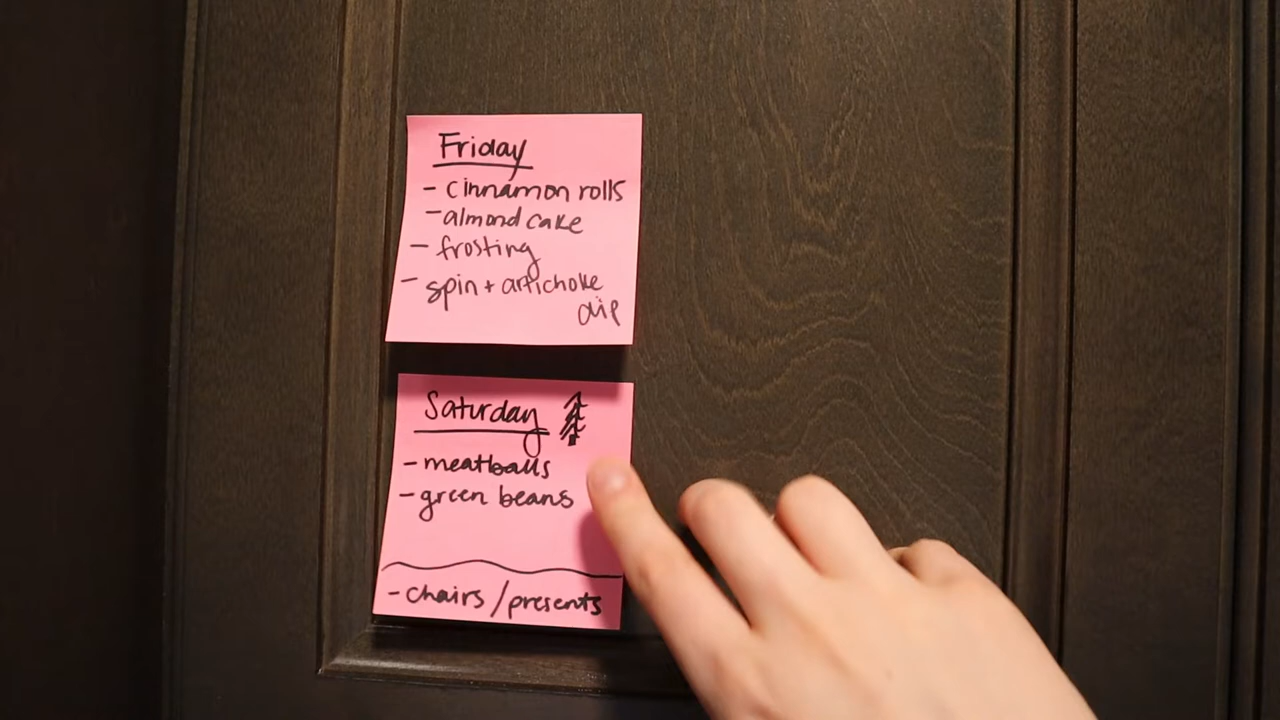 Friday
- cinnamon rolls
- almond cake
- frosting
- spin + artichoke
dip
Saturday
- meatballs
- green beans
- chairs / presents